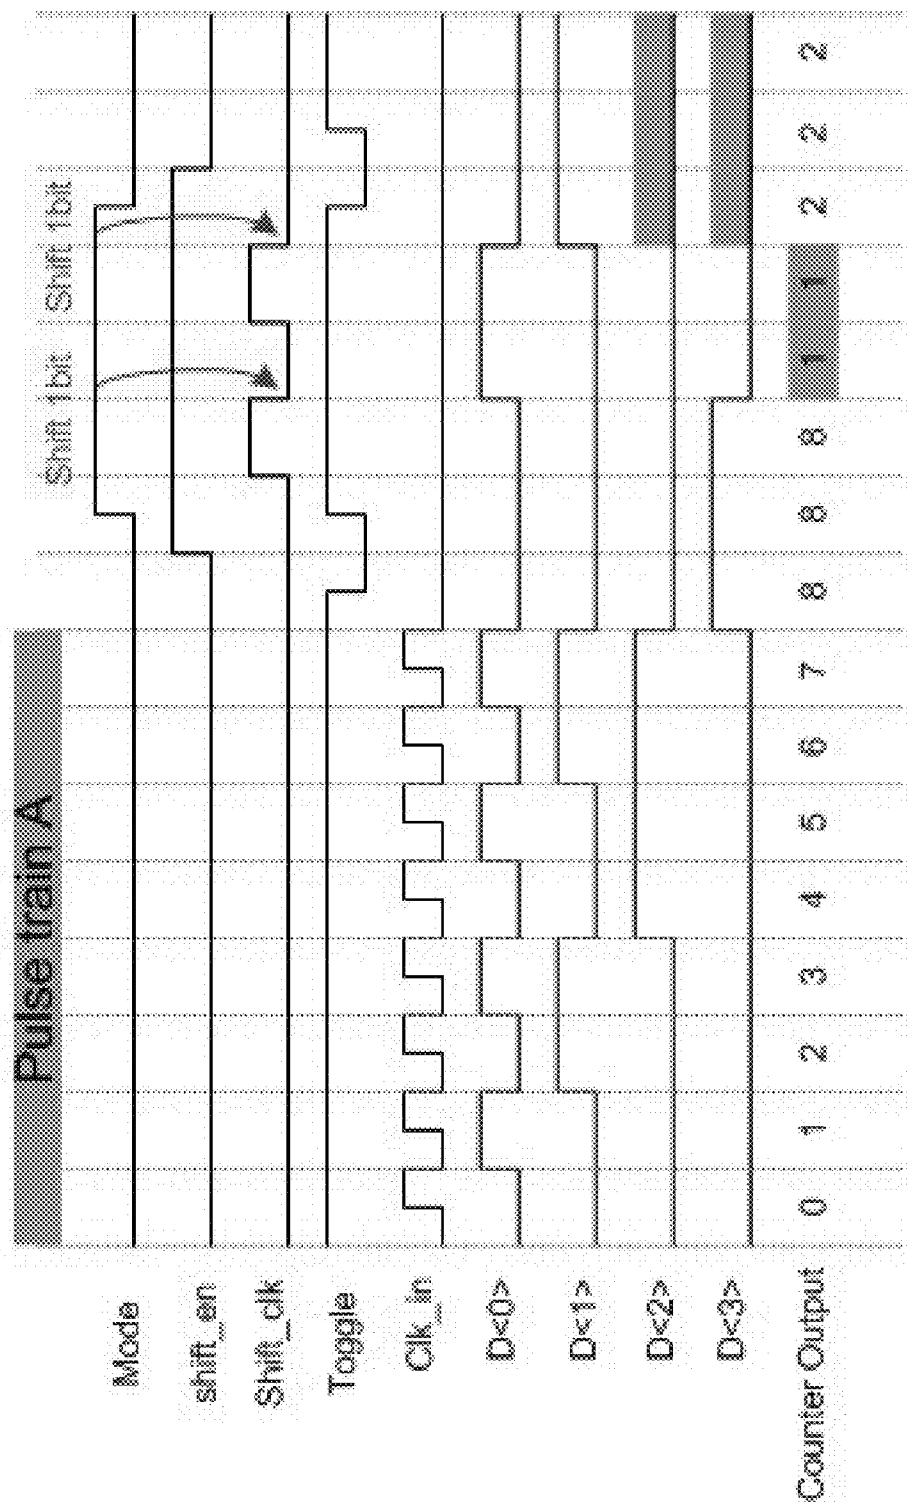 Pulse train A
Shift 1bit Shift 1bit
Mode
shift_en
Shift_clk
Toggle
Clk_in
D<0>
D<1>
D<2>
D<3>
Counter Output 0 1 2 3 4 5 6 7 8 8 8 1 1 2 2 2